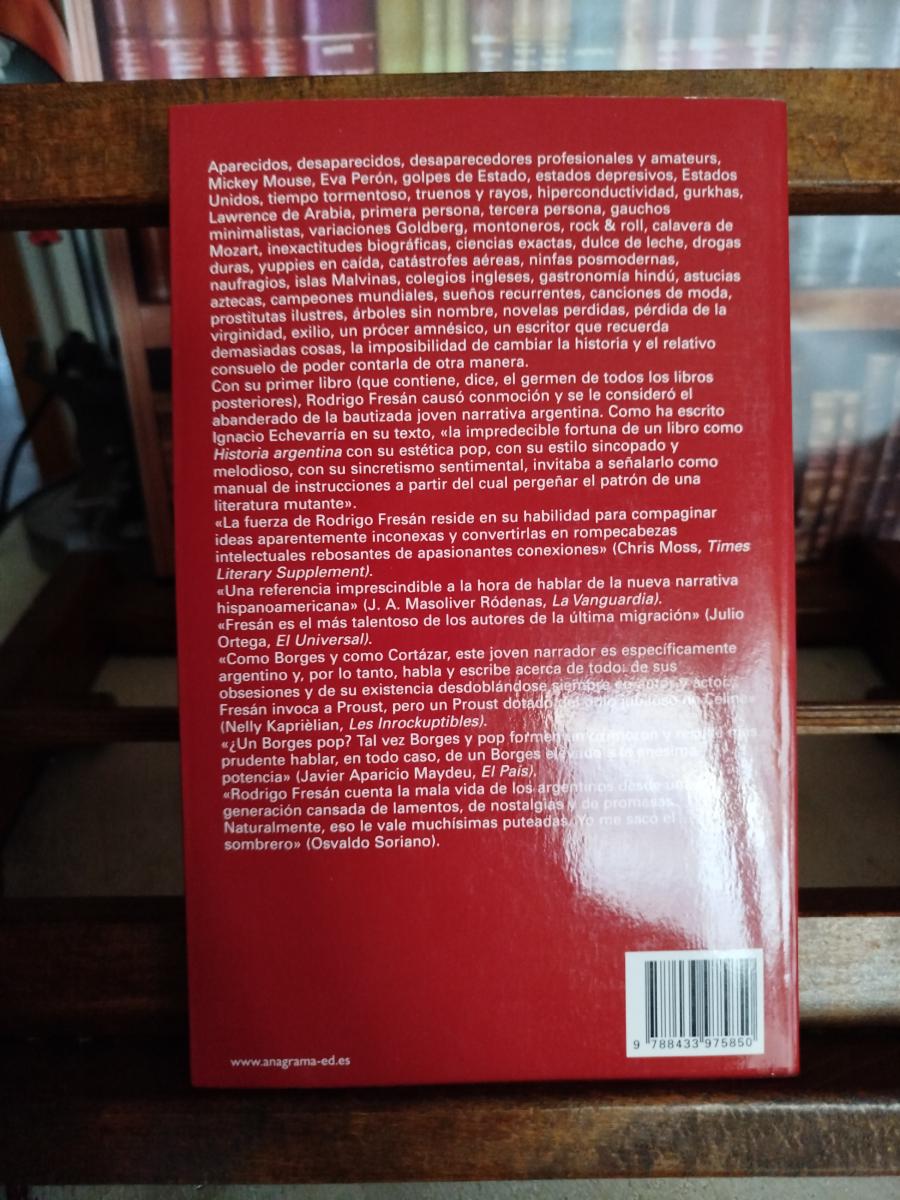 Aparecidos, desaparecidos, desaparecedores profesionales y amateurs,
Mickey Mouse, Eva Perón, golpes de Estado, estados depresivos, Estados
Unidos, tiempo tormentoso, truenos y rayos, hiperconductividad, gurkhas,
Lawrence de Arabia, primera persona, tercera persona, gauchos
minimalistas, variaciones Goldberg, montoneros, rock & roll, calavera de
Mozart, inexactitudes biográficas, ciencias exactas, dulce de leche, drogas
duras, yuppies en caída, catástrofes aéreas, ninfas posmodernas,
naufragios, islas Malvinas, colegios ingleses, gastronomía hindú, astucias
aztecas, campeones mundiales, sueños recurrentes, canciones de moda,
prostitutas ilustres, árboles sin nombre, novelas perdidas, pérdida de la
virginidad, exilio, un prócer amnésico, un escritor que recuerda
demasiadas cosas, la imposibilidad de cambiar la historia y el relativo
consuelo de poder contarla de otra manera.
Con su primer libro (que contiene, dice, el germen de todos los libros
posteriores), Rodrigo Fresán causó conmoción y se le consideró el
abanderado de la bautizada joven narrativa argentina. Como ha escrito
Ignacio Echevarría en su texto, «la impredecible fortuna de un libro como
Historia argentina con su estética pop, con su estilo sincopado y
melodioso, con su sincretismo sentimental, invitaba a señalarlo como
manual de instrucciones a partir del cual pergeñar el patrón de una
literatura mutante».
«La fuerza de Rodrigo Fresán reside en su habilidad para compaginar
ideas aparentemente inconexas y convertirlas en rompecabezas
intelectuales rebosantes de apasionantes conexiones» (Chris Moss, Times
Literary Supplement).
«Una referencia imprescindible a la hora de hablar de la nueva narrativa
hispanoamericana» (J. A. Masoliver Ródenas, La Vanguardia).
«Fresán es el más talentoso de los autores de la última migración» (Julio
Ortega, El Universal).
«Como Borges y como Cortázar, este joven narrador es específicamente
argentino y, por lo tanto, habla y escribe acerca de todo: de sus
obsesiones y de su existencia desdoblándose siempre en autor y actor.
Fresán invoca a Proust, pero un Proust dotado del odio jubiloso de Céline»
(Nelly Kaprièlian, Les Inrockuptibles).
«¿Un Borges pop? Tal vez Borges y pop formen un oxímoron y resulte más
prudente hablar, en todo caso, de un Borges elevado a la enésima
potencia» (Javier Aparicio Maydeu, El País).
«Rodrigo Fresán cuenta la mala vida de los argentinos desde una
generación cansada de lamentos, de nostalgias y de promesas.
Naturalmente, eso le vale muchísimas puteadas. Yo me saco el
sombrero» (Osvaldo Soriano).
www.anagrama-ed.es
9 788433 975850